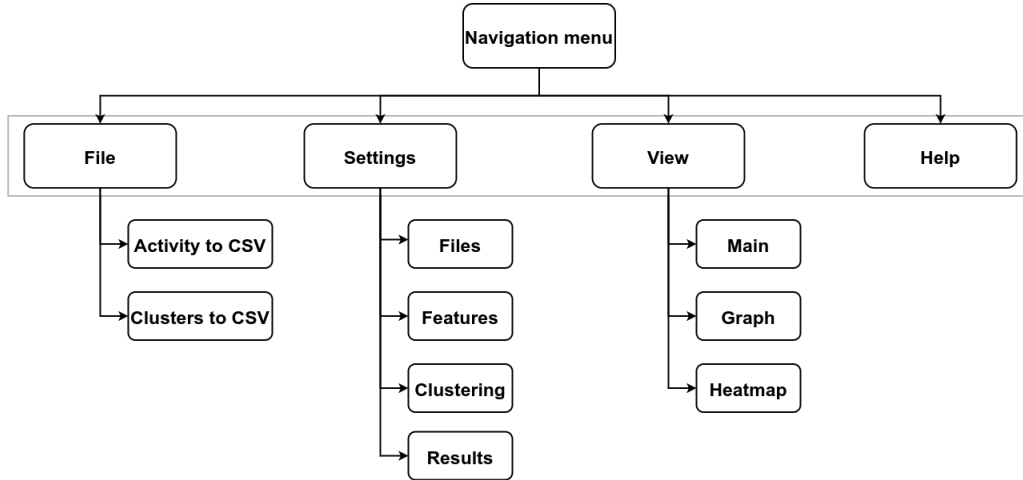 Navigation menu
File
Settings
View
Help
Activity to CSV
Clusters to CSV
Files
Features
Clustering
Results
Main
Graph
Heatmap